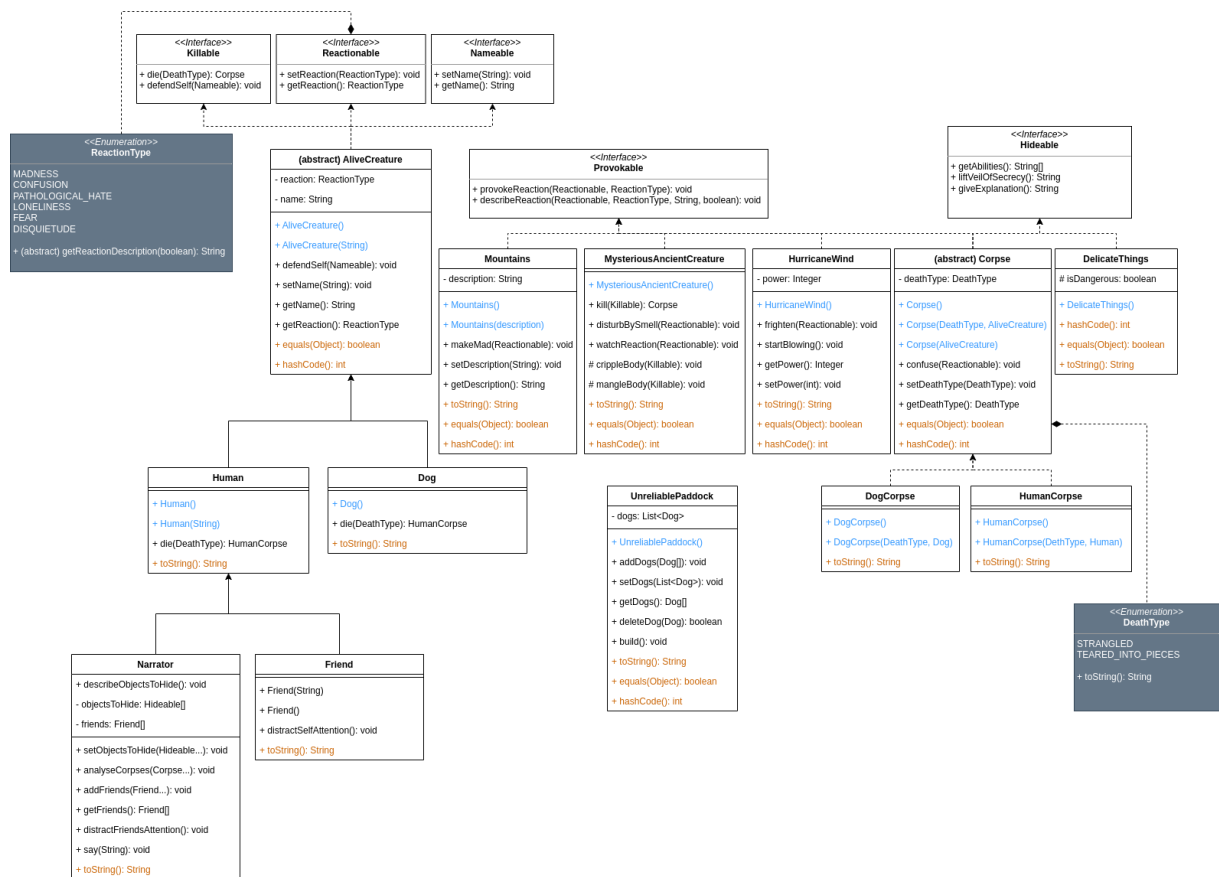 <<Interface>>
Killable
+ die(DeathType): Corpse
+ defendSelf(Nameable): void
<<Interface>>
Reactionable
+ setReaction(ReactionType): void
+ getReaction(): ReactionType
<<Interface>>
Nameable
+ setName(String): void
+ getName(): String
<<Enumeration>>
ReactionType
MADNESS
CONFUSION
PATHOLOGICAL_HATE
LONELINESS
FEAR
DISQUIETUDE
+ (abstract) getReactionDescription(boolean): String
(abstract) AliveCreature
- reaction: ReactionType
- name: String
+ AliveCreature()
+ AliveCreature(String)
+ defendSelf(Nameable): void
+ setName(String): void
+ getName(): String
+ getReaction(): ReactionType
+ equals(Object): boolean
+ hashCode(): int
<<Interface>>
Provokable
+ provokeReaction(Reactionable, ReactionType): void
+ describeReaction(Reactionable, ReactionType, String, boolean): void
<<Interface>>
Hideable
+ getAbilities(): String[]
+ liftVeilOfSecrecy(): String
+ giveExplanation(): String
Mountains
- description: String
+ Mountains()
+ Mountains(description)
+ makeMad(Reactionable): void
+ setDescription(String): void
+ getDescription(): String
+ toString(): String
+ equals(Object): boolean
+ hashCode(): int
MysteriousAncientCreature
+ MysteriousAncientCreature()
+ kill(Killable): Corpse
+ disturbBySmell(Reactionable): void
+ watchReaction(Reactionable): void
# crippleBody(Killable): void
# mangleBody(Killable): void
+ toString(): String
+ equals(Object): boolean
+ hashCode(): int
HurricaneWind
- power: Integer
+ HurricaneWind()
+ frighten(Reactionable): void
+ startBlowing(): void
+ getPower(): Integer
+ setPower(int): void
+ toString(): String
+ equals(Object): boolean
+ hashCode(): int
(abstract) Corpse
- deathType: DeathType
+ Corpse()
+ Corpse(DeathType, AliveCreature)
+ Corpse(AliveCreature)
+ confuse(Reactionable): void
+ setDeathType(DeathType): void
+ getDeathType(): DeathType
+ equals(Object): boolean
+ hashCode(): int
DelicateThings
# isDangerous: boolean
+ DelicateThings()
+ hashCode(): int
+ equals(Object): boolean
+ toString(): String
Human
+ Human()
+ Human(String)
+ die(DeathType): HumanCorpse
+ toString(): String
Dog
+ Dog()
+ die(DeathType): HumanCorpse
+ toString(): String
UnreliablePaddock
- dogs: List<Dog>
+ UnreliablePaddock()
+ addDogs(Dog[]): void
+ setDogs(List<Dog>): void
+ getDogs(): Dog[]
+ deleteDog(Dog): boolean
+ build(): void
+ toString(): String
+ equals(Object): boolean
+ hashCode(): int
DogCorpse
+ DogCorpse()
+ DogCorpse(DeathType, Dog)
+ toString(): String
HumanCorpse
+ HumanCorpse()
+ HumanCorpse(DethType, Human)
+ toString(): String
<<Enumeration>>
DeathType
STRANGLED
TEARED_INTO_PIECES
+ toString(): String
Narrator
+ describeObjectsToHide(): void
- objectsToHide: Hideable[]
- friends: Friend[]
+ setObjectsToHide(Hideable...): void
+ analyseCorpses(Corpse...): void
+ addFriends(Friend...): void
+ getFriends(): Friend[]
+ distractFriendsAttention(): void
+ say(String): void
+ toString(): String
Friend
+ Friend(String)
+ Friend()
+ distractSelfAttention(): void
+ toString(): String